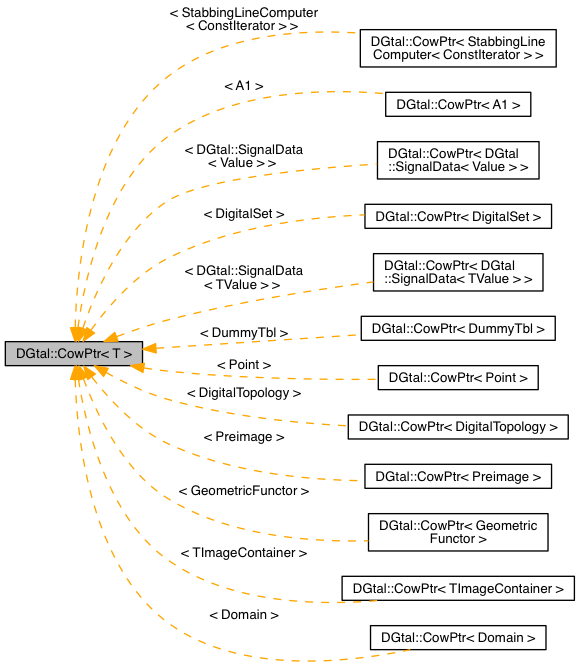 < StabbingLineComputer
< ConstIterator > >
DGtal::CowPtr< StabbingLine
Computer< ConstIterator > >
< A1 >
DGtal::CowPtr< A1 >
< DGtal::SignalData
< Value > >
DGtal::CowPtr< DGtal
::SignalData< Value > >
< DigitalSet >
DGtal::CowPtr< DigitalSet >
< DGtal::SignalData
< TValue > >
DGtal::CowPtr< DGtal
::SignalData< TValue > >
< DummyTbl >
DGtal::CowPtr< DummyTbl >
DGtal::CowPtr< T >
< Point >
DGtal::CowPtr< Point >
< DigitalTopology >
DGtal::CowPtr< DigitalTopology >
< Preimage >
DGtal::CowPtr< Preimage >
< GeometricFunctor >
DGtal::CowPtr< Geometric
Functor >
< TImageContainer >
DGtal::CowPtr< TImageContainer >
< Domain >
DGtal::CowPtr< Domain >